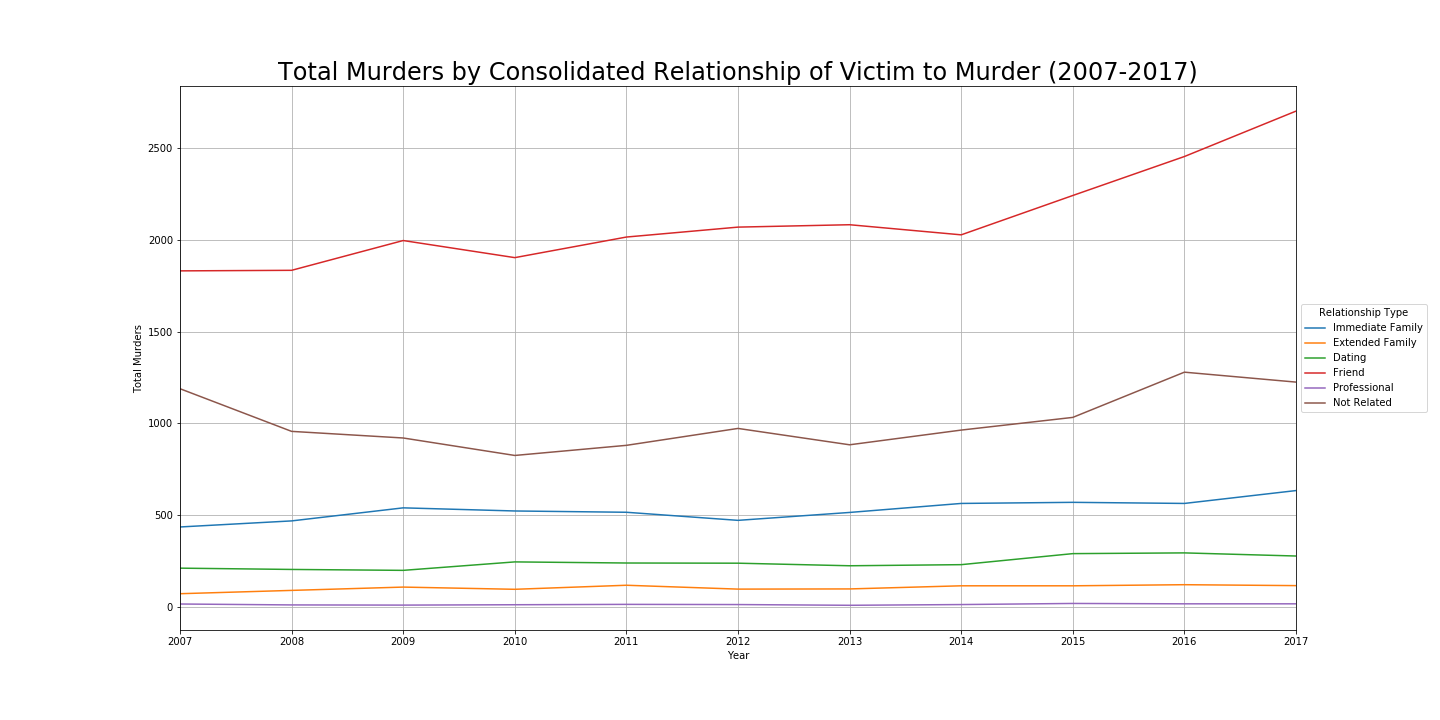 Total Murders by Consolidated Relationship of Victim to Murder (2007-2017)
2500
2000
1500
1000
500
0
Total Murders
2007 2008 2009 2010 2011 2012 2013 2014 2015 2016 2017
Year
Relationship Type
Immediate Family
Extended Family
Dating
Friend
Professional
Not Related